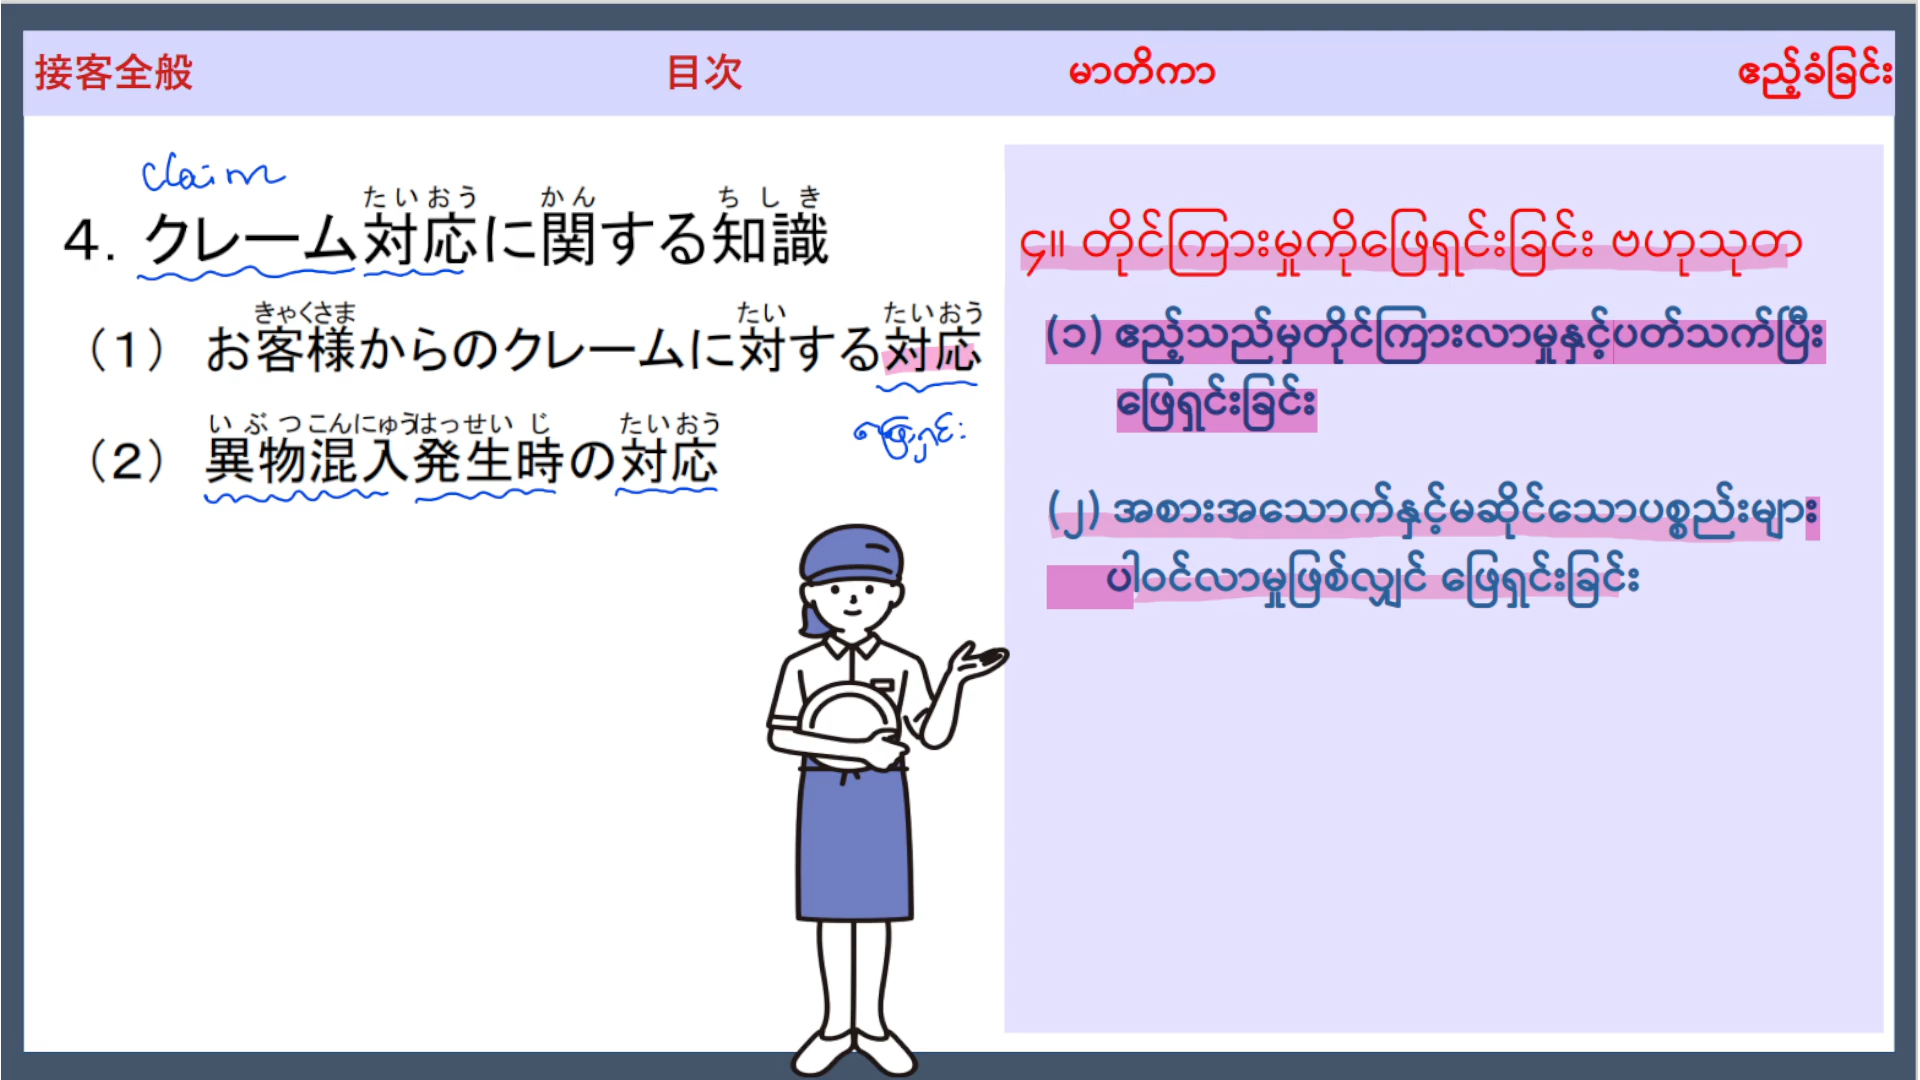 接客全般 目次 မာတိကာ ဧည့်ခံခြင်း
claim
たいおう かん ちしき
4. クレーム対応に関する知識
きゃくさま たい たいおう
（1） お客様からのクレームに対する対応
ဖြေရှင်း
いぶつこんにゅうはっせいじ たいおう
（2） 異物混入発生時の対応
၄။ တိုင်ကြားမှုကိုဖြေရှင်းခြင်း ဗဟုသုတ
(၁) ဧည့်သည်မှတိုင်ကြားလာမှုနှင့်ပတ်သက်ပြီး
ဖြေရှင်းခြင်း
(၂) အစားအသောက်နှင့်မဆိုင်သောပစ္စည်းများ
ပါဝင်လာမှုဖြစ်လျှင် ဖြေရှင်းခြင်း